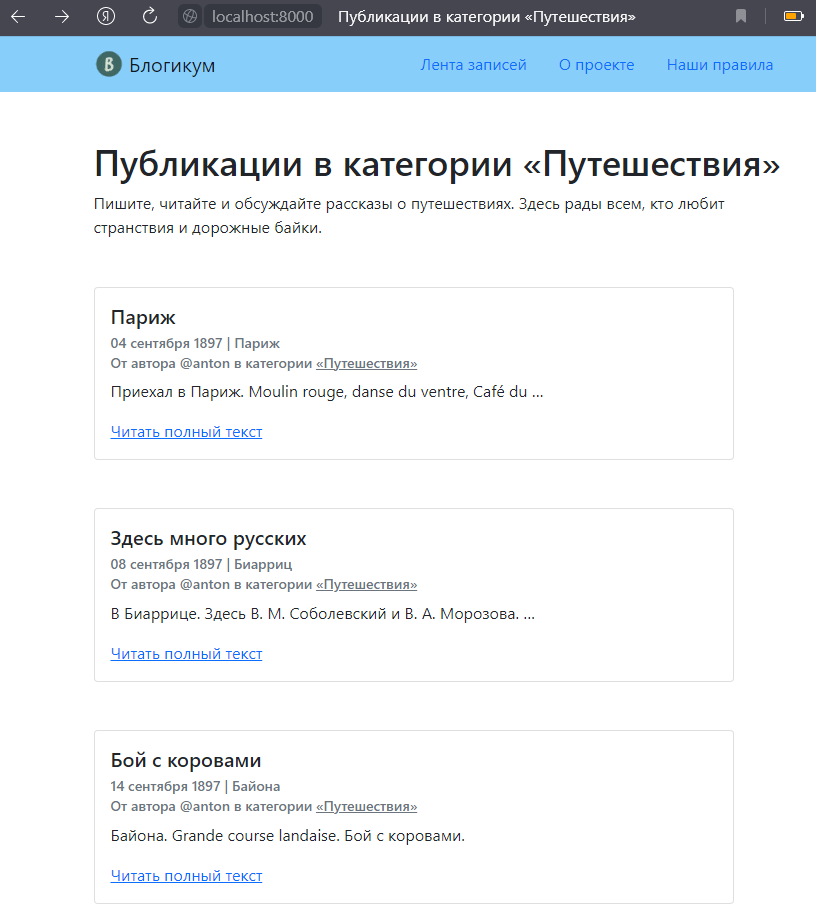 Я localhost:8000 Публикации в категории «Путешествия»
B Блогикум Лента записей О проекте Наши правила
Публикации в категории «Путешествия»
Пишите, читайте и обсуждайте рассказы о путешествиях. Здесь рады всем, кто любит
странствия и дорожные байки.
Париж
04 сентября 1897 | Париж
От автора @anton в категории «Путешествия»
Приехал в Париж. Moulin rouge, danse du ventre, Café du ...
Читать полный текст
Здесь много русских
08 сентября 1897 | Биарриц
От автора @anton в категории «Путешествия»
В Биаррице. Здесь В. М. Соболевский и В. А. Морозова. ...
Читать полный текст
Бой с коровами
14 сентября 1897 | Байона
От автора @anton в категории «Путешествия»
Байона. Grande course landaise. Бой с коровами.
Читать полный текст